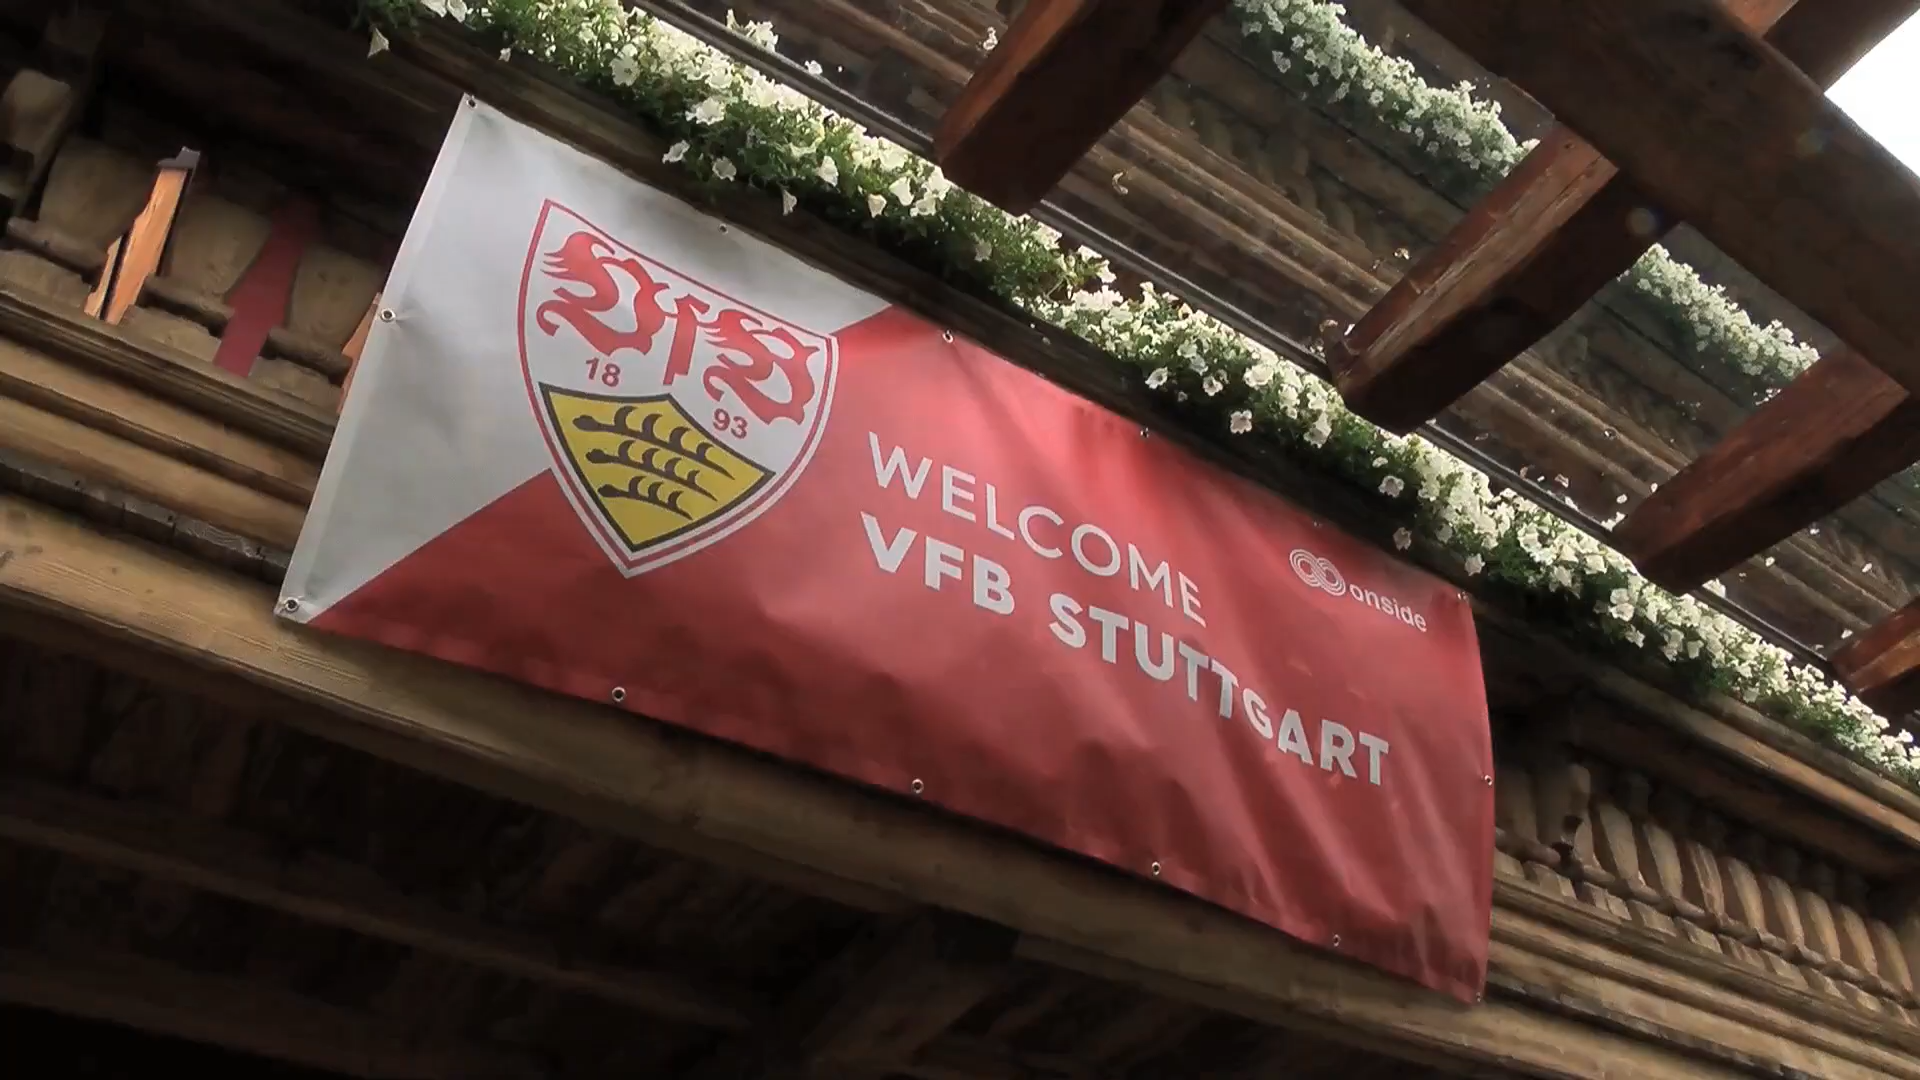 VfB
18
93
WELCOME
VFB STUTTGART
onside